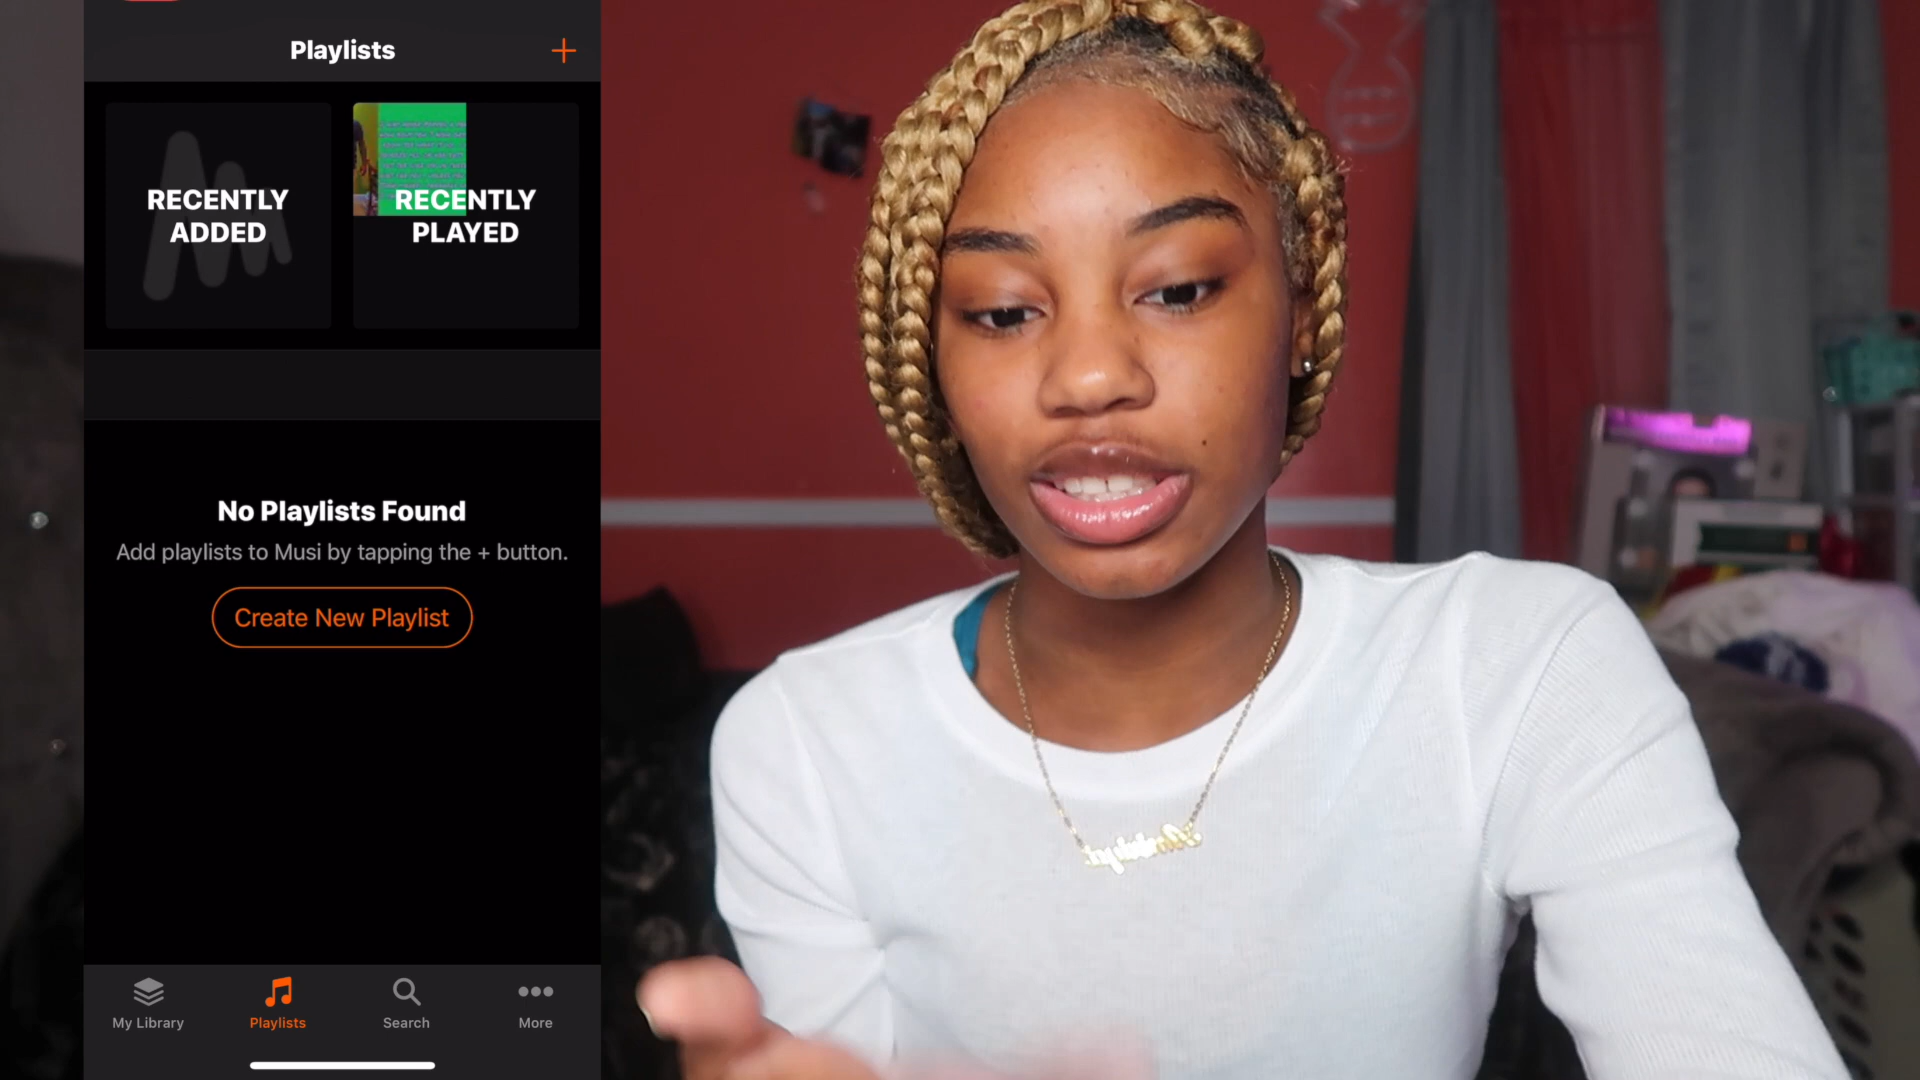 Playlists
RECENTLY
ADDED
RECENTLY
PLAYED
No Playlists Found
Add playlists to Musi by tapping the + button.
Create New Playlist
My Library
Playlists
Search
More